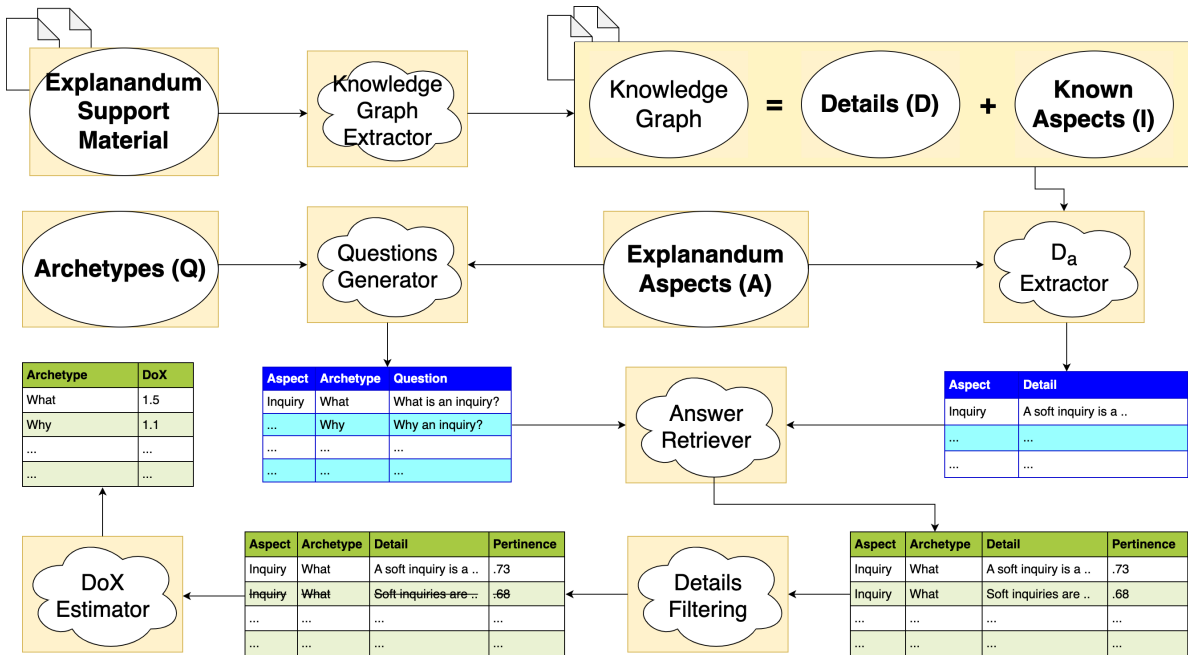 Explanandum
Support
Material
Knowledge
Graph
Extractor
Knowledge
Graph
=
Details (D)
+
Known
Aspects (I)
Archetypes (Q)
Questions
Generator
Explanandum
Aspects (A)
Da
Extractor
Archetype DoX
What 1.5
Why 1.1
... ...
... ...
Aspect Archetype Question
Inquiry What What is an inquiry?
... Why Why an inquiry?
... ... ...
... ... ...
Answer
Retriever
Aspect Detail
Inquiry A soft inquiry is a ..
... ...
... ...
DoX
Estimator
Aspect Archetype Detail Pertinence
Inquiry What A soft inquiry is a .. .73
Inquiry What Soft inquiries are .. .68
... ... ... ...
... ... ... ...
Details
Filtering
Aspect Archetype Detail Pertinence
Inquiry What A soft inquiry is a .. .73
Inquiry What Soft inquiries are .. .68
... ... ... ...
... ... ... ...